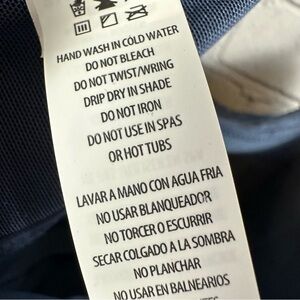 HAND WASH IN COLD WATER
DO NOT BLEACH
DO NOT TWIST/WRING
DRIP DRY IN SHADE
DO NOT IRON
DO NOT USE IN SPAS
OR HOT TUBS
LAVAR A MANO CON AGUA FRIA
NO USAR BLANQUEADOR
NO TORCER O ESCURRIR
SECAR COLGADO A LA SOMBRA
NO PLANCHAR
NO USAR EN BALNEARIOS